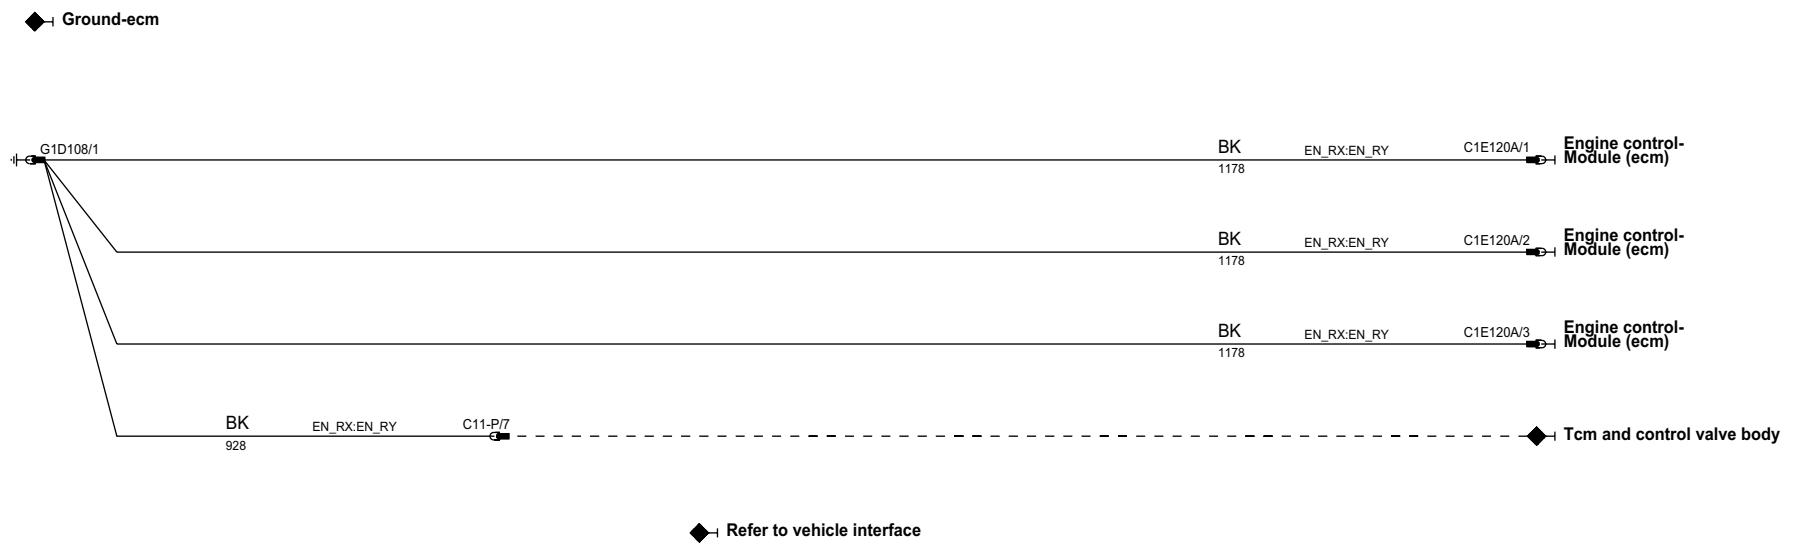 Ground-ecm
G1D108/1
BK
1178
EN_RX:EN_RY
C1E120A/1
Engine control-
Module (ecm)
BK
1178
EN_RX:EN_RY
C1E120A/2
Engine control-
Module (ecm)
BK
1178
EN_RX:EN_RY
C1E120A/3
Engine control-
Module (ecm)
BK
928
EN_RX:EN_RY
C11-P/7
Tcm and control valve body
Refer to vehicle interface